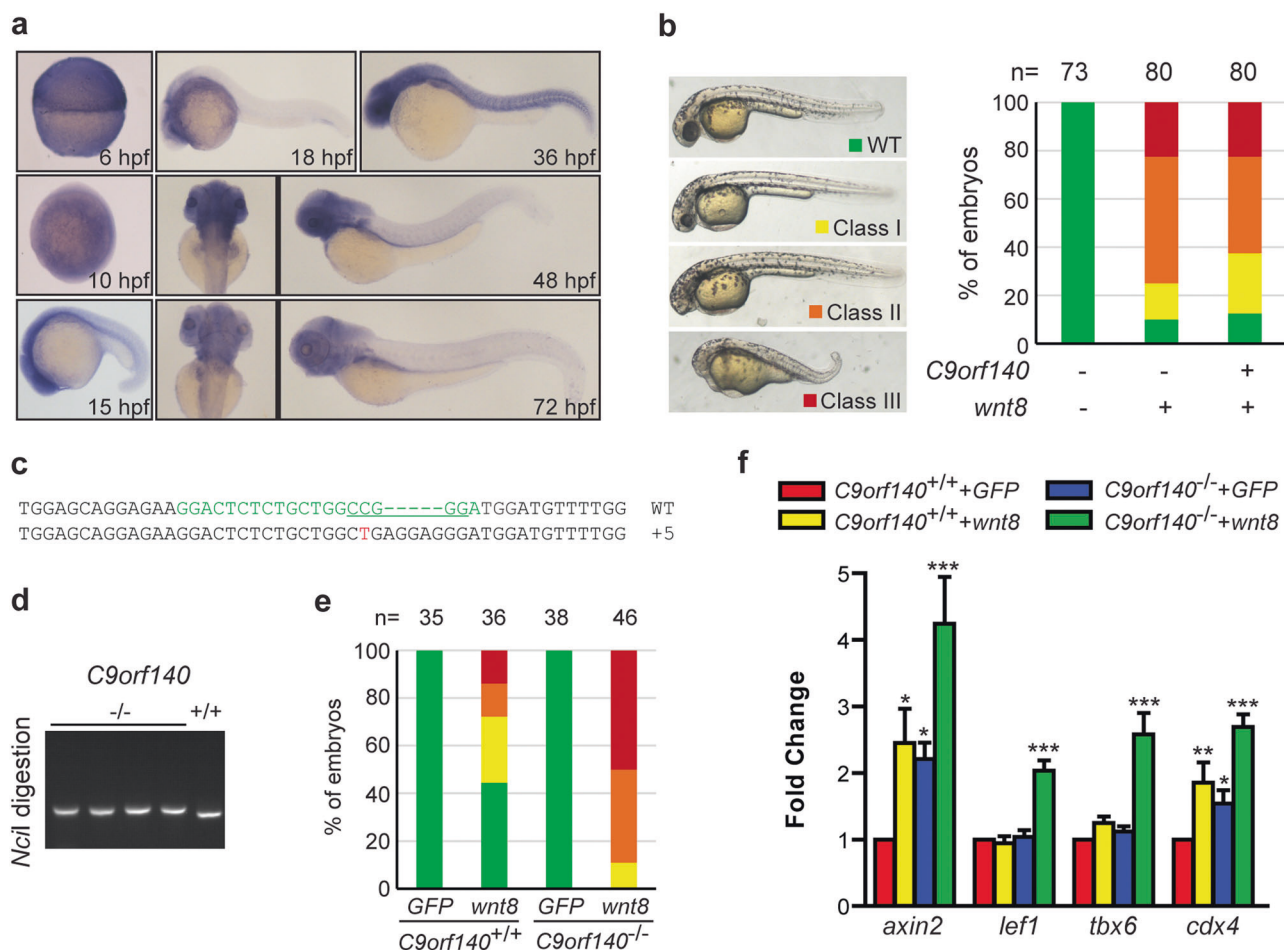 a
6 hpf
18 hpf
36 hpf
10 hpf
48 hpf
15 hpf
72 hpf
b
WT
Class I
Class II
Class III
n= 73 80 80
% of embryos
100
80
60
40
20
0
C9orf140 - - +
wnt8 - + +
c
TGGAGCAGGAGAAGGACTCTCTGCTGGCCG-----GGATGGATGTTTTGG WT
TGGAGCAGGAGAAGGACTCTCTGCTGGCTGAGGAGGGATGGATGTTTTGG +5
d
C9orf140
-/- +/+
NciI digestion
e
n= 35 36 38 46
% of embryos
100
80
60
40
20
0
GFP wnt8 GFP wnt8
C9orf140+/+ C9orf140-/-
f
C9orf140+/++GFP C9orf140-/-+GFP
C9orf140+/++wnt8 C9orf140-/-+wnt8
Fold Change
5
4
3
2
1
0
* * ***
***
***
** * ***
axin2 lef1 tbx6 cdx4